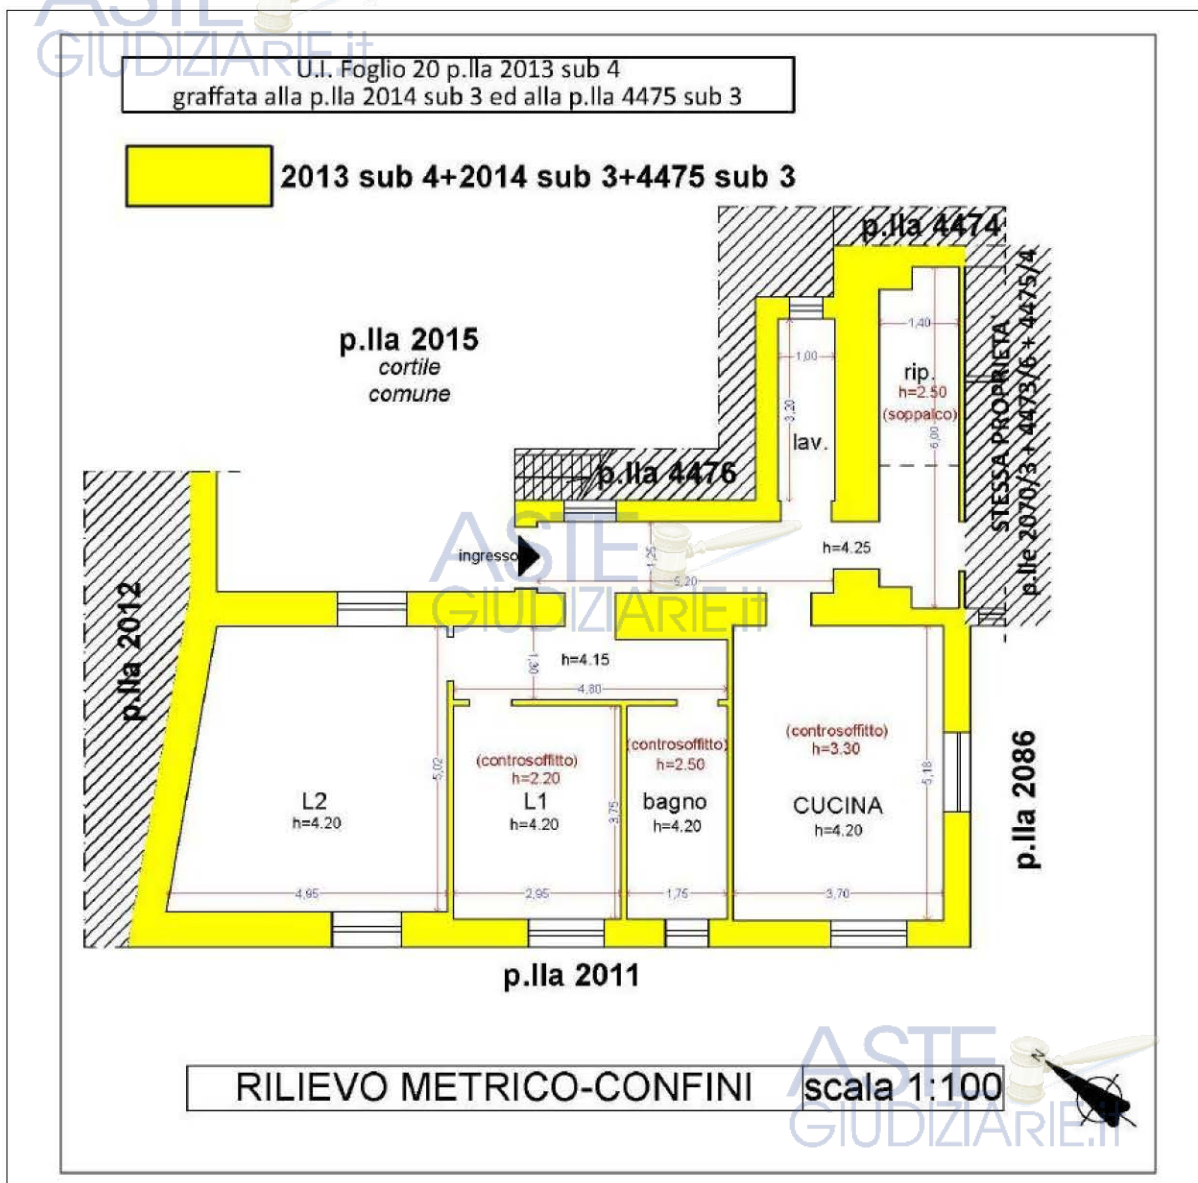 ASTE
GIUDIZIARIE.it
U.I. Foglio 20 p.lla 2013 sub 4
graffata alla p.lla 2014 sub 3 ed alla p.lla 4475 sub 3
2013 sub 4+2014 sub 3+4475 sub 3
p.lla 4474
p.lla 2015
cortile
comune
1,40
1,00
rip.
h=2.50
(soppalco)
3,20
6,00
lav.
STESSA PROPRIETA'
p.lle 2070/3 + 4473/6 + 4475/4
p.lla 4476
ASTE
GIUDIZIARIE.it
ingresso
1,25
h=4.25
5,20
p.lla 2012
h=4.15
1,30
4,80
(controsoffitto)
h=2.20
L1
h=4.20
(controsoffitto)
h=2.50
bagno
h=4.20
(controsoffitto)
h=3.30
CUCINA
h=4.20
L2
h=4.20
5,02
3,75
5,18
p.lla 2086
4,95
2,95
1,75
3,70
p.lla 2011
RILIEVO METRICO-CONFINI
scala 1:100
N
ASTE
GIUDIZIARIE.it